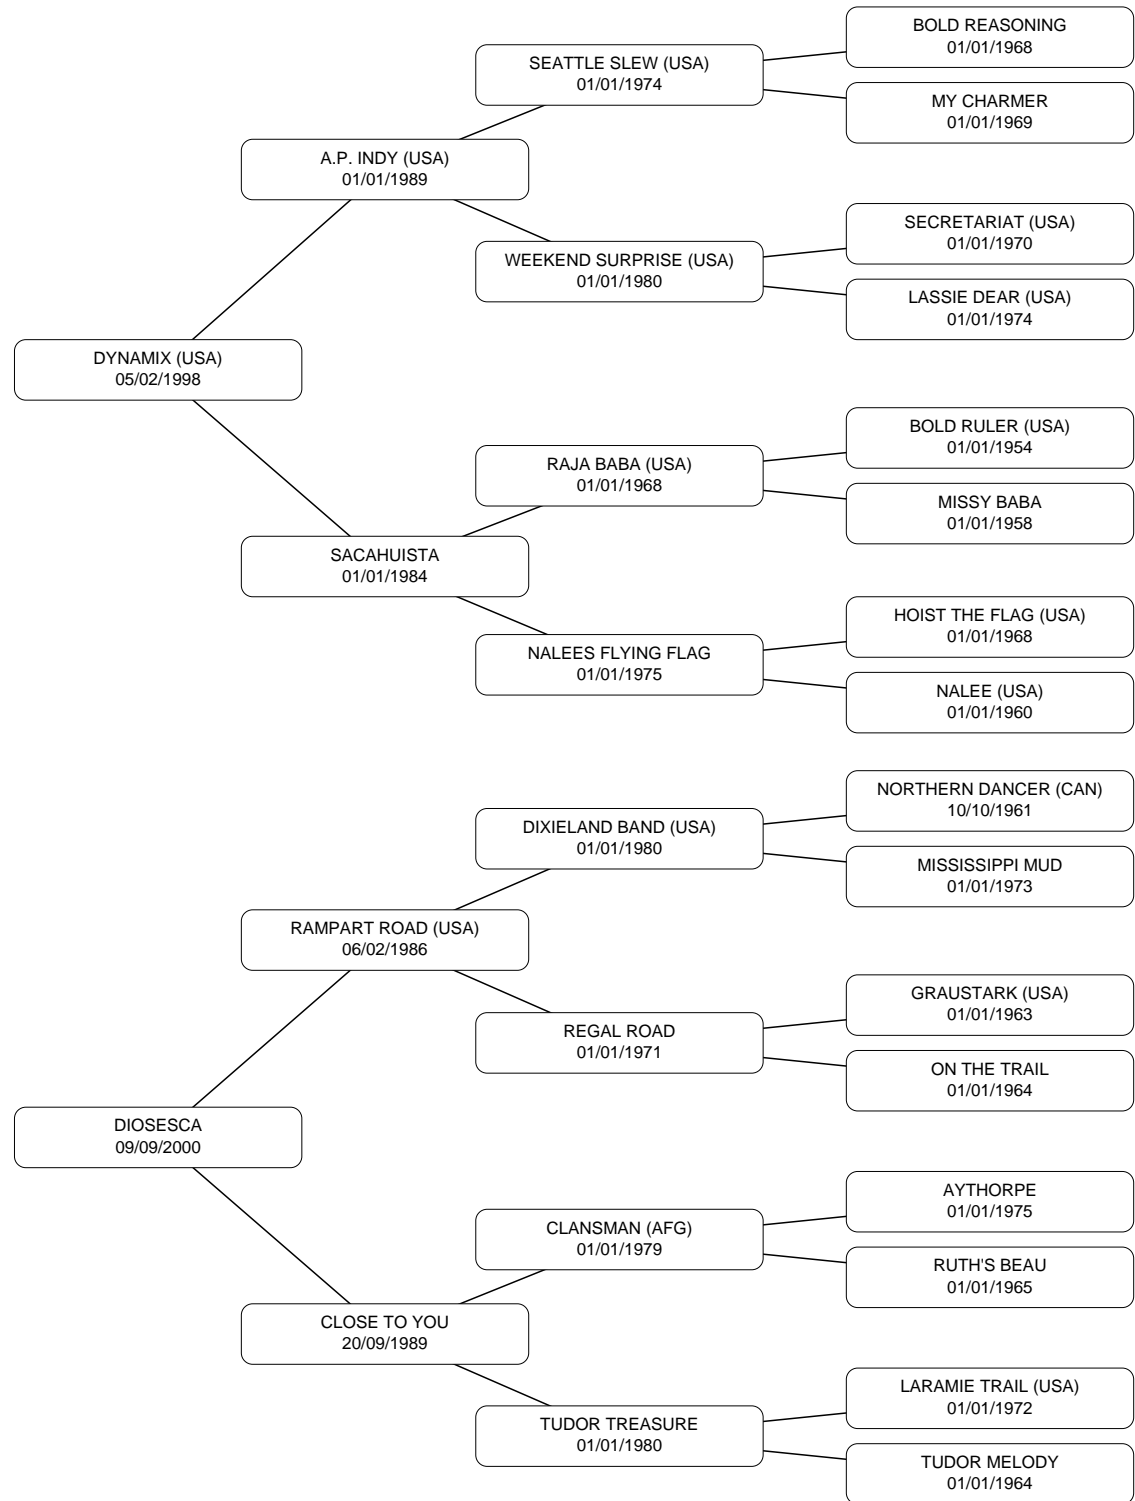 BOLD REASONING
01/01/1968
SEATTLE SLEW (USA)
01/01/1974
MY CHARMER
01/01/1969
A.P. INDY (USA)
01/01/1989
SECRETARIAT (USA)
01/01/1970
WEEKEND SURPRISE (USA)
01/01/1980
LASSIE DEAR (USA)
01/01/1974
DYNAMIX (USA)
05/02/1998
BOLD RULER (USA)
01/01/1954
RAJA BABA (USA)
01/01/1968
MISSY BABA
01/01/1958
SACAHUISTA
01/01/1984
HOIST THE FLAG (USA)
01/01/1968
NALEES FLYING FLAG
01/01/1975
NALEE (USA)
01/01/1960
NORTHERN DANCER (CAN)
10/10/1961
DIXIELAND BAND (USA)
01/01/1980
MISSISSIPPI MUD
01/01/1973
RAMPART ROAD (USA)
06/02/1986
GRAUSTARK (USA)
01/01/1963
REGAL ROAD
01/01/1971
ON THE TRAIL
01/01/1964
DIOSESCA
09/09/2000
AYTHORPE
01/01/1975
CLANSMAN (AFG)
01/01/1979
RUTH'S BEAU
01/01/1965
CLOSE TO YOU
20/09/1989
LARAMIE TRAIL (USA)
01/01/1972
TUDOR TREASURE
01/01/1980
TUDOR MELODY
01/01/1964